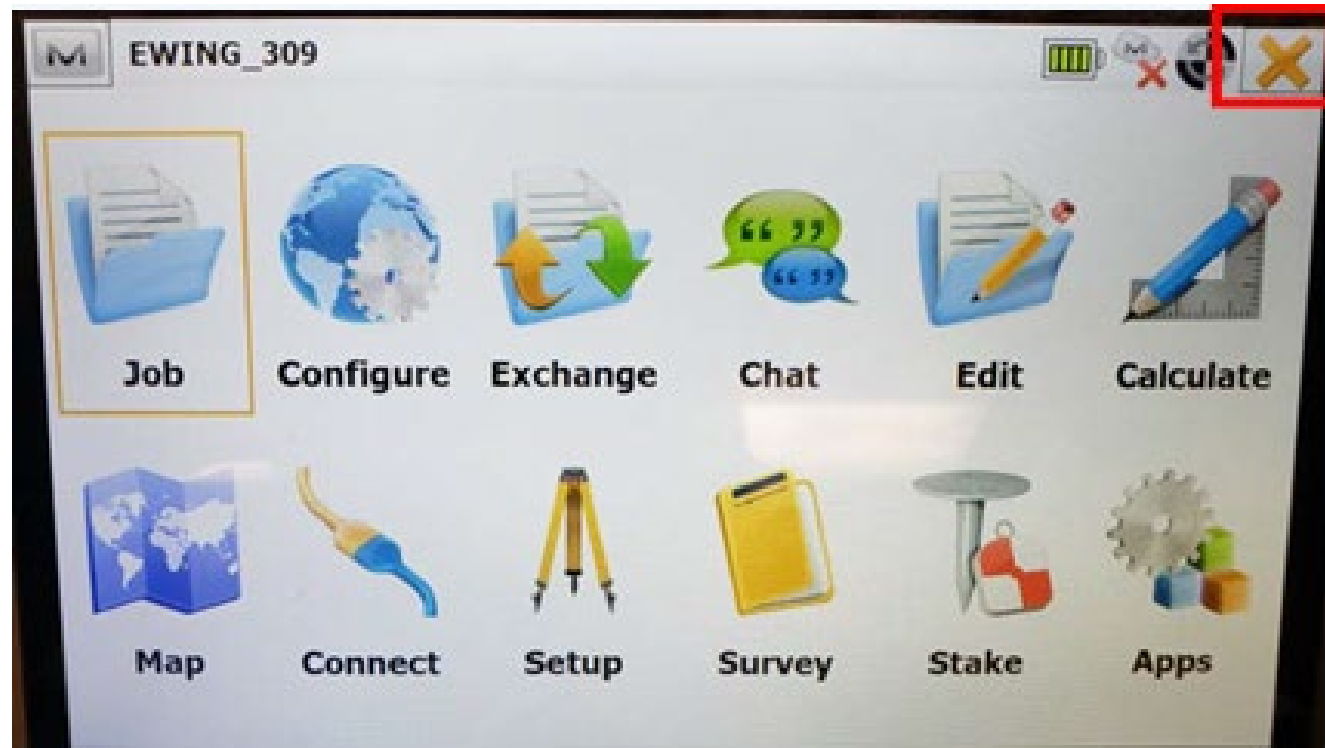 EWING_309
Job Configure Exchange Chat Edit Calculate
Map Connect Setup Survey Stake Apps